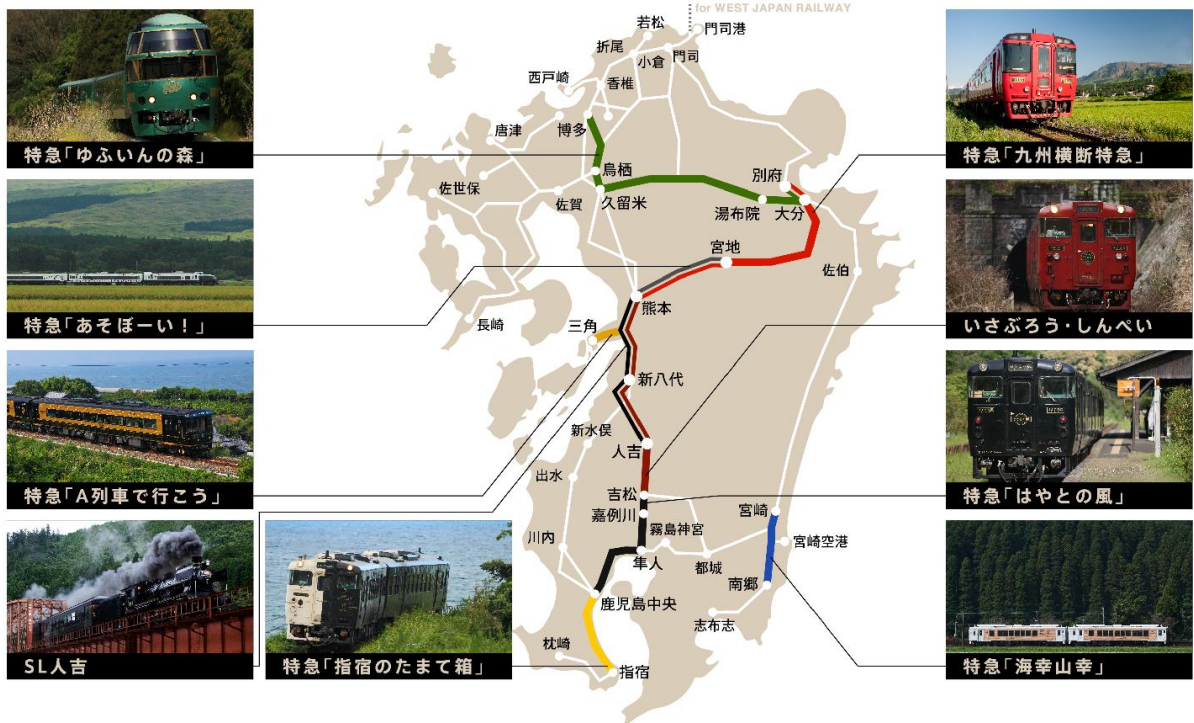 for WEST JAPAN RAILWAY
若松
門司港
折尾
小倉
門司
西戸崎
香椎
唐津
博多
特急「ゆふいんの森」
特急「九州横断特急」
鳥栖
別府
佐世保
佐賀
久留米
湯布院
大分
宮地
佐伯
熊本
長崎
三角
特急「あそぼーい!」
いさぶろう・しんぺい
新八代
新水俣
人吉
出水
吉松
嘉例川
宮崎
特急「A列車で行こう」
特急「はやとの風」
川内
霧島神宮
宮崎空港
隼人
都城
南郷
鹿児島中央
志布志
枕崎
指宿
SL人吉
特急「指宿のたまて箱」
特急「海幸山幸」